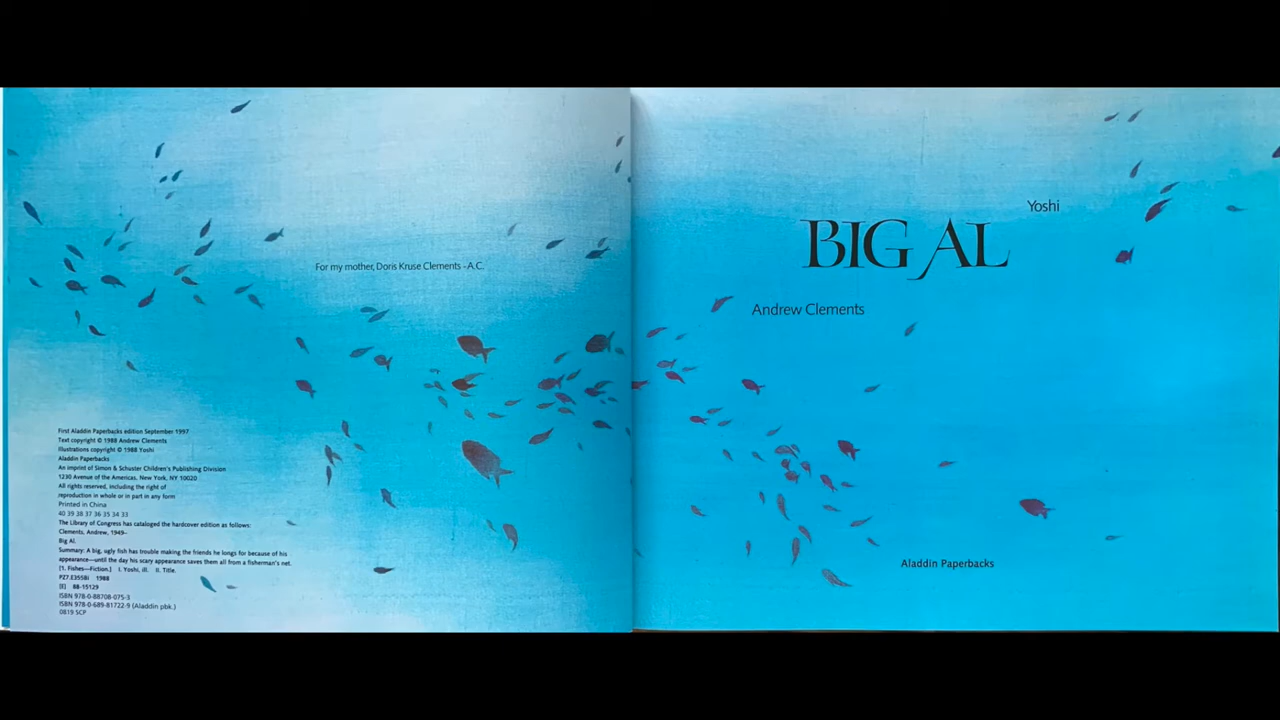 For my mother, Doris Kruse Clements -A.C.
First Aladdin Paperbacks edition September 1997
Text copyright © 1988 Andrew Clements
Illustrations copyright © 1988 Yoshi
Aladdin Paperbacks
An imprint of Simon & Schuster Children's Publishing Division
1230 Avenue of the Americas, New York, NY 10020
All rights reserved, including the right of
reproduction in whole or in part in any form
Printed in China
40 39 38 37 36 35 34 33
The Library of Congress has cataloged the hardcover edition as follows:
Clements, Andrew, 1949–
Big Al.
Summary: A big, ugly fish has trouble making the friends he longs for because of his
appearance—until the day his scary appearance saves them all from a fisherman's net.
[1. Fishes—Fiction.] I. Yoshi, ill. II. Title.
PZ7.E3558i 1988
[E] 88-15129
ISBN 978-0-88708-075-3
ISBN 978-0-689-81722-9 (Aladdin pbk.)
0819 SCP
Yoshi
BIG AL
Andrew Clements
Aladdin Paperbacks